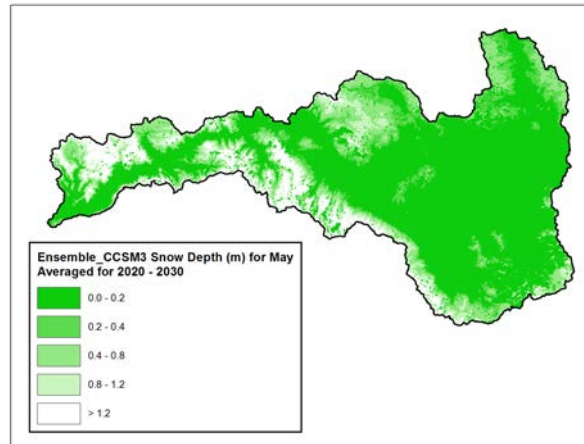 Ensemble_CCSM3 Snow Depth (m) for May
Averaged for 2020 - 2030
0.0 - 0.2
0.2 - 0.4
0.4 - 0.8
0.8 - 1.2
> 1.2